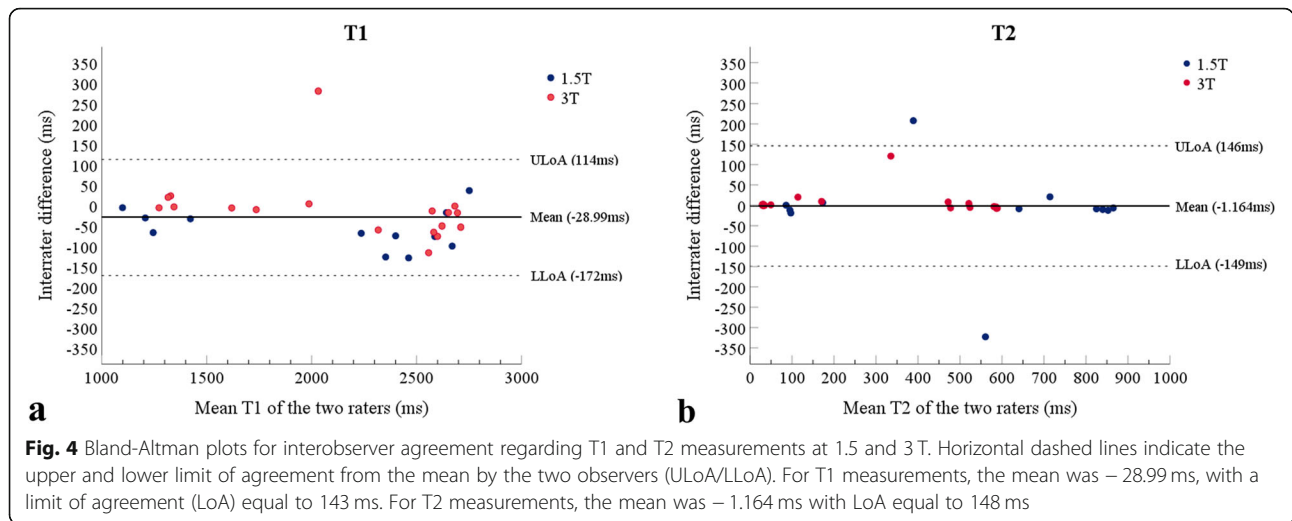 T1
350
300
250
200
150
100
50
0
-50
-100
-150
-200
-250
-300
-350
Interrater difference (ms)
1.5T
3T
ULoA (114ms)
Mean (-28.99ms)
LLoA (-172ms)
1000 1500 2000 2500 3000
Mean T1 of the two raters (ms)
a
T2
350
300
250
200
150
100
50
0
-50
-100
-150
-200
-250
-300
-350
Interrater difference (ms)
1.5T
3T
ULoA (146ms)
Mean (-1.164ms)
LLoA (-149ms)
0 100 200 300 400 500 600 700 800 900 1000
Mean T2 of the two raters (ms)
b
Fig. 4 Bland-Altman plots for interobserver agreement regarding T1 and T2 measurements at 1.5 and 3 T. Horizontal dashed lines indicate the
upper and lower limit of agreement from the mean by the two observers (ULoA/LLoA). For T1 measurements, the mean was − 28.99 ms, with a
limit of agreement (LoA) equal to 143 ms. For T2 measurements, the mean was − 1.164 ms with LoA equal to 148 ms